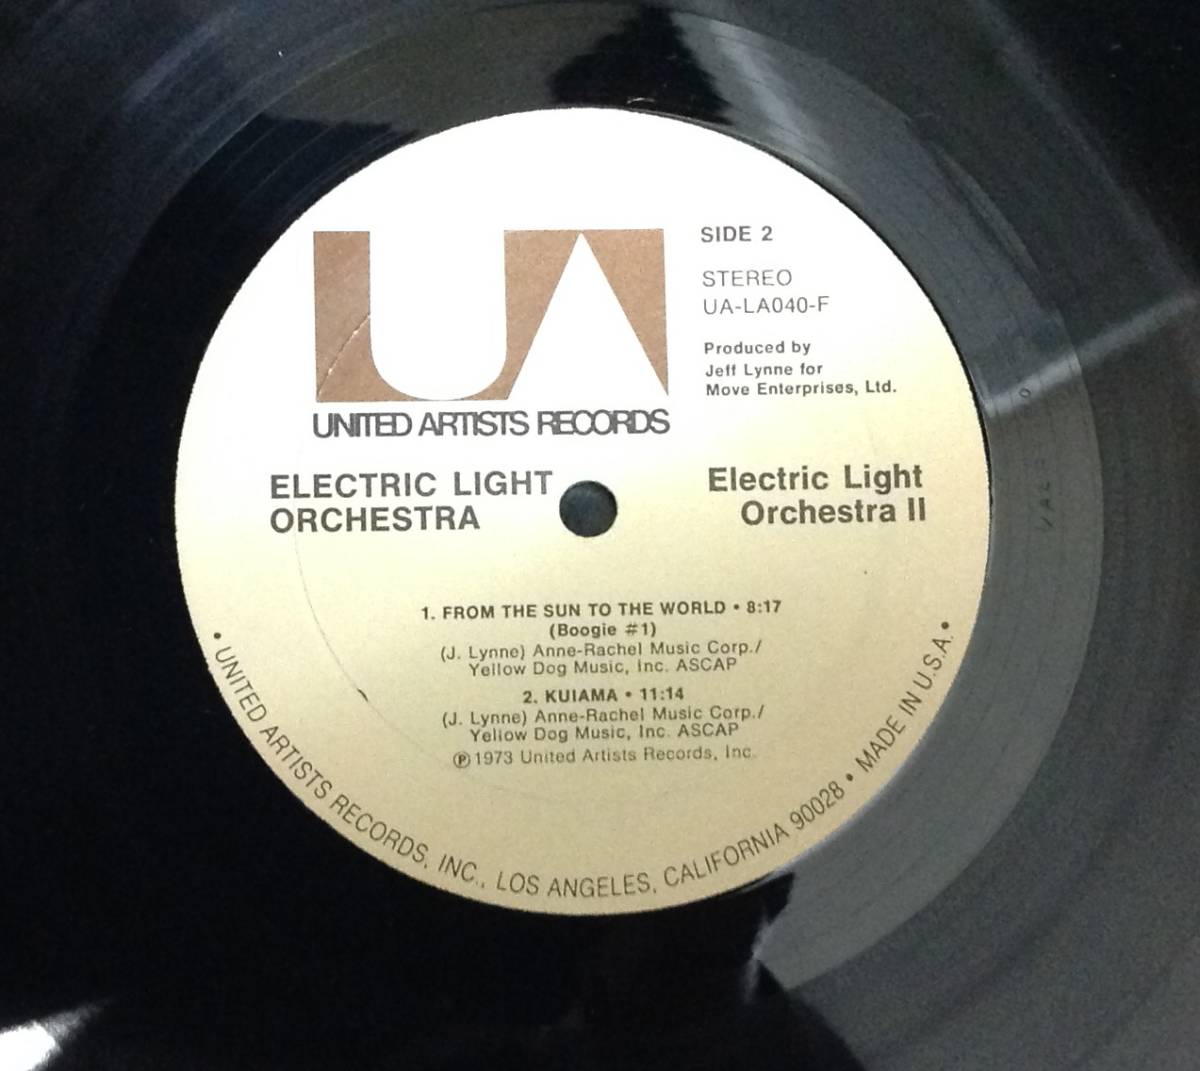 UA
UNITED ARTISTS RECORDS
SIDE 2
STEREO
UA-LA040-F
Produced by
Jeff Lynne for
Move Enterprises, Ltd.
ELECTRIC LIGHT
ORCHESTRA
Electric Light
Orchestra II
1. FROM THE SUN TO THE WORLD • 8:17
(Boogie #1)
(J. Lynne) Anne-Rachel Music Corp./
Yellow Dog Music, Inc. ASCAP
2. KUIAMA • 11:14
(J. Lynne) Anne-Rachel Music Corp./
Yellow Dog Music, Inc. ASCAP
℗1973 United Artists Records, Inc.
• UNITED ARTISTS RECORDS, INC., LOS ANGELES, CALIFORNIA 90028 • MADE IN U.S.A. •